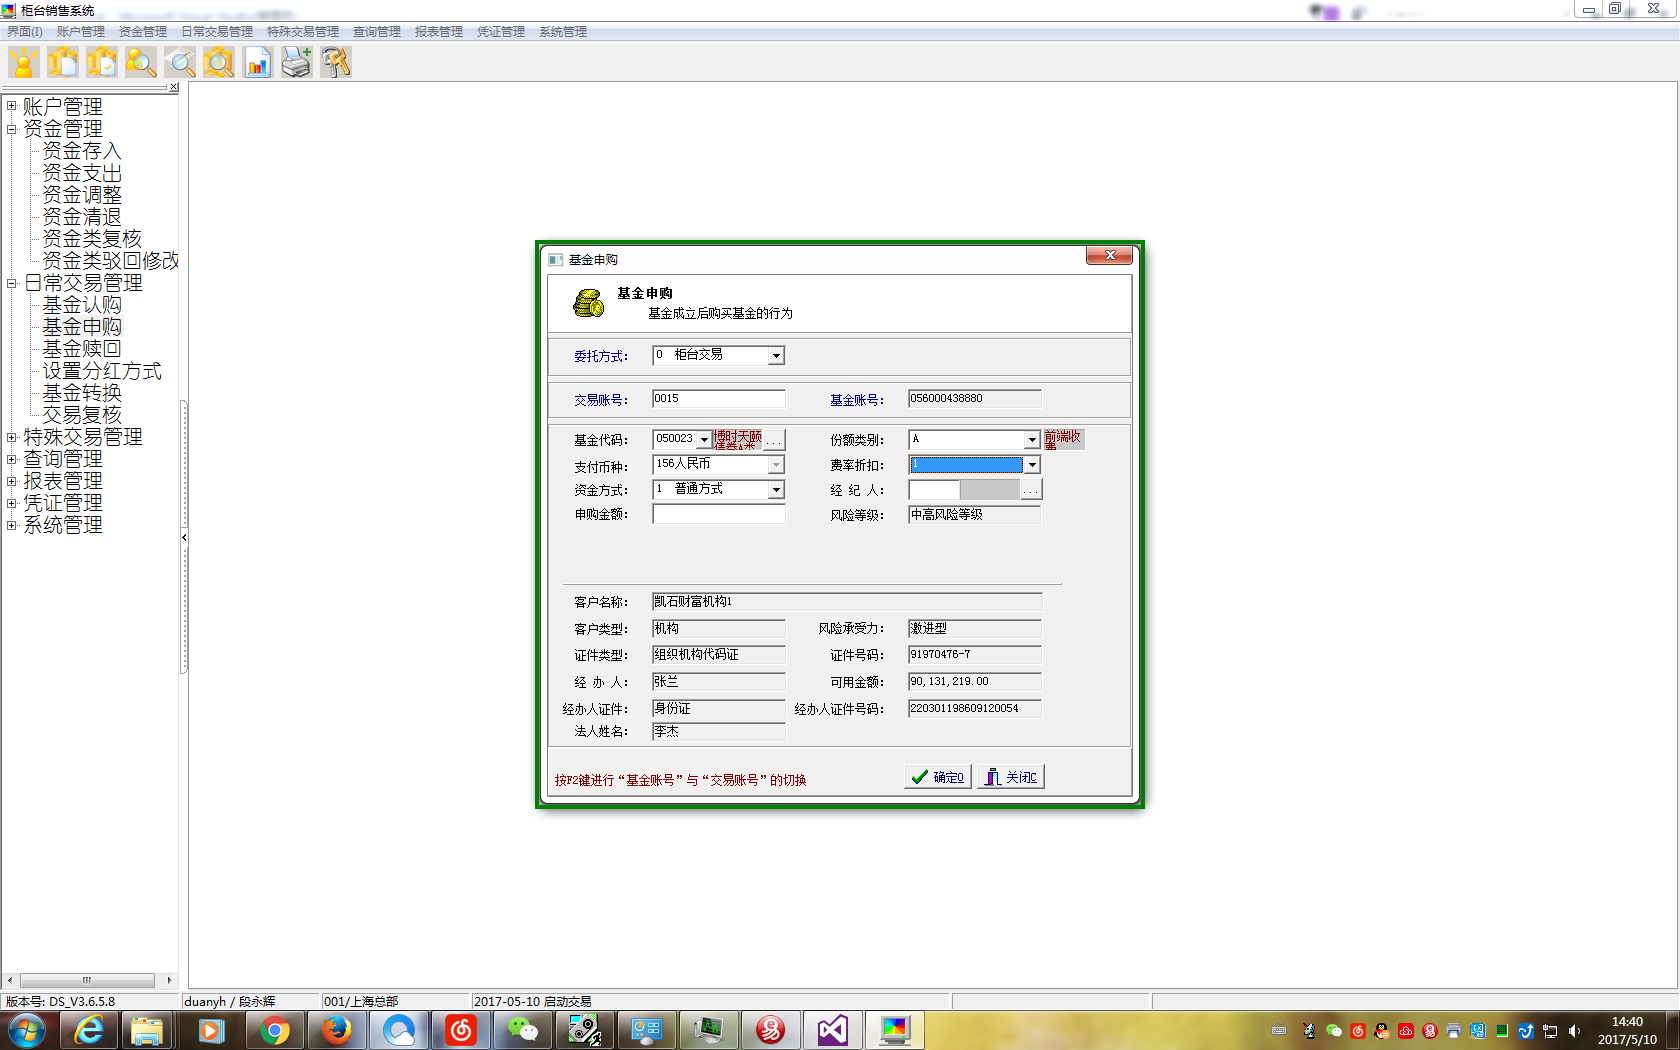 柜台销售系统
界面(I) 账户管理 资金管理 日常交易管理 特殊交易管理 查询管理 报表管理 凭证管理 系统管理
账户管理
资金管理
资金存入
资金支出
资金调整
资金清退
资金类复核
资金类驳回修改
日常交易管理
基金认购
基金申购
基金赎回
设置分红方式
基金转换
交易复核
特殊交易管理
查询管理
报表管理
凭证管理
系统管理
基金申购
基金申购
基金成立后购买基金的行为
委托方式： 0 柜台交易
交易账号： 0015 基金账号： 056000438880
基金代码： 050023 博时天颐 ... 份额类别： A 前端收费
支付币种： 156人民币 费率折扣： 1
资金方式： 1 普通方式 经 纪 人： ...
申购金额： 风险等级： 中高风险等级
客户名称： 凯石财富机构1
客户类型： 机构 风险承受力： 激进型
证件类型： 组织机构代码证 证件号码： 91970476-7
经 办 人： 张兰 可用金额： 90,131,219.00
经办人证件： 身份证 经办人证件号码： 220301198609120054
法人姓名： 李杰
按F2键进行“基金账号”与“交易账号”的切换 确定O 关闭C
版本号: DS_V3.6.5.8 duanyh / 段永辉 001/上海总部 2017-05-10 启动交易
14:40
2017/5/10